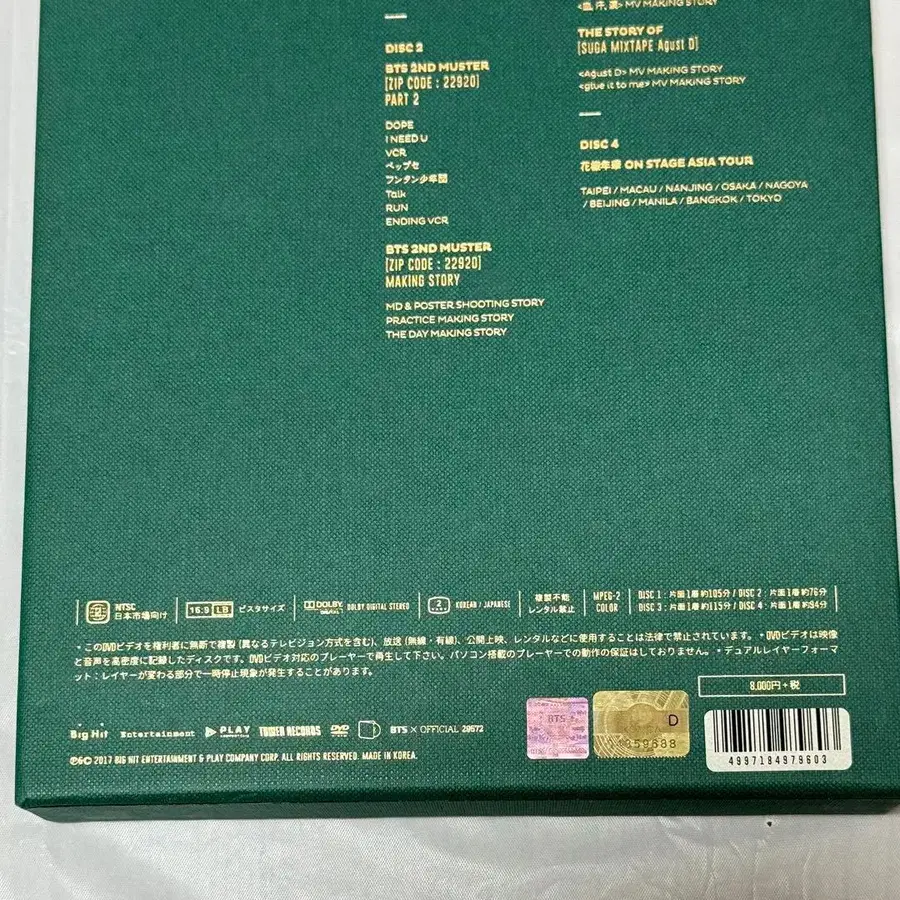 DISC 2
BTS 2ND MUSTER
[ZIP CODE : 22920]
PART 2
DOPE
I NEED U
VCR
ペップセ
フンタン少年團
Talk
RUN
ENDING VCR
BTS 2ND MUSTER
[ZIP CODE : 22920]
MAKING STORY
MD & POSTER SHOOTING STORY
PRACTICE MAKING STORY
THE DAY MAKING STORY
<血, 汗, 淚> MV MAKING STORY
THE STORY OF
[SUGA MIXTAPE Agust D]
<Agust D> MV MAKING STORY
<give it to me> MV MAKING STORY
DISC 4
花樣年華 ON STAGE ASIA TOUR
TAIPEI / MACAU / NANJING / OSAKA / NAGOYA
/ BEIJING / MANILA / BANGKOK / TOKYO
2 NTSC 日本市場向け
16:9 LB ビスタサイズ
DOLBY DIGITAL DOLBY DIGITAL STEREO
2 KOREAN / JAPANESE
複製不能 レンタル禁止
MPEG-2 COLOR
DISC 1 : 片面1層 約105分 / DISC 2 : 片面1層 約76分
DISC 3 : 片面1層 約115分 / DISC 4 : 片面1層 約94分
・このDVDビデオを権利者に無断で複製 (異なるテレビジョン方式を含む)、放送 (無線・有線)、公開上映、レンタルなどに使用することは法律で禁止されています。・DVDビデオは映像
と音声を高密度に記録したディスクです。DVDビデオ対応のプレーヤーで再生して下さい。パソコン搭載のプレーヤーでの動作の保証はしておりません。・デュアルレイヤーフォーマ
ット:レイヤーが変わる部分で一時停止現象が発生することがあります。
8,000円+税
Big Hit Entertainment PLAY TOWER RECORDS DVD BTS × OFFICIAL 29572
BTS
D
ⓅⒸ 2017 BIG HIT ENTERTAINMENT & PLAY COMPANY CORP. ALL RIGHTS RESERVED. MADE IN KOREA.
4997184979603